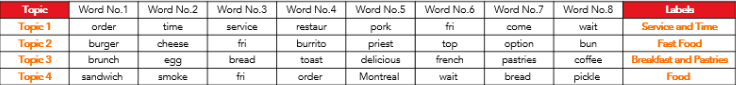 Topic Word No.1 Word No.2 Word No.3 Word No.4 Word No.5 Word No.6 Word No.7 Word No.8 Labels
Topic 1 order time service restaur pork fri come wait Service and Time
Topic 2 burger cheese fri burrito priest top option bun Fast Food
Topic 3 brunch egg bread toast delicious french pastries coffee Breakfast and Pastries
Topic 4 sandwich smoke fri order Montreal wait bread pickle Food